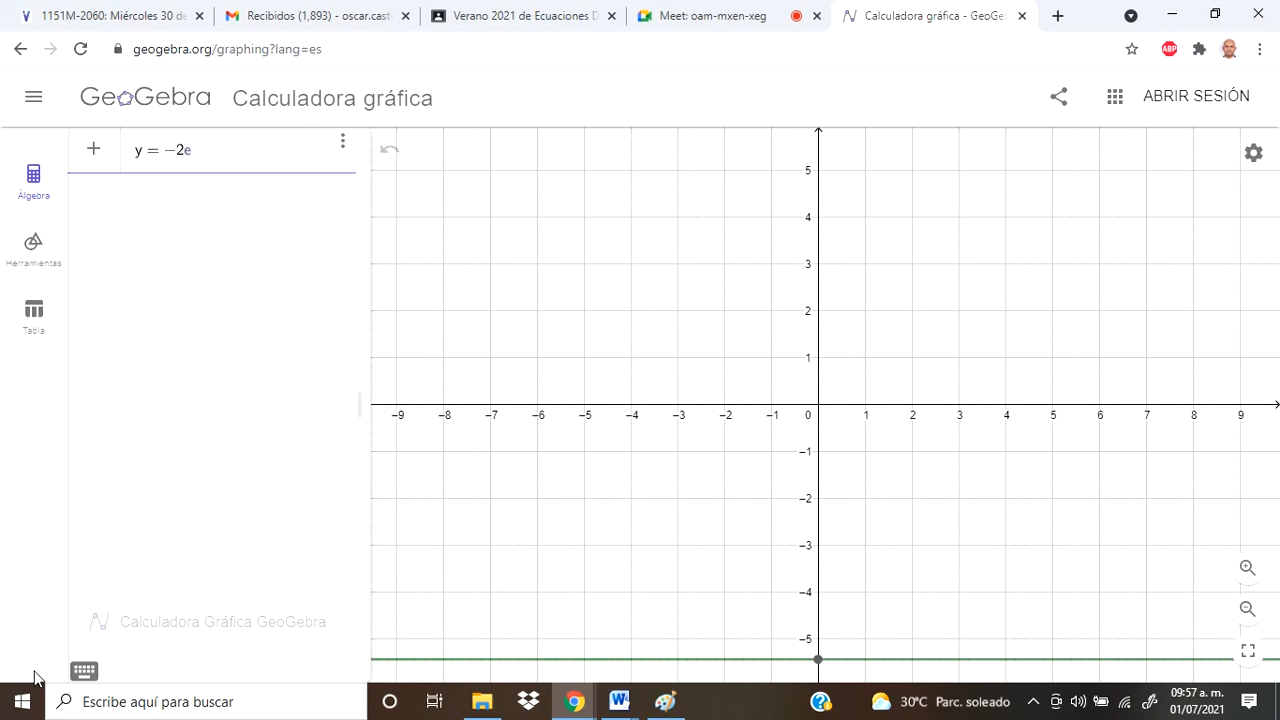 1151M-2060: Miércoles 30 de
Recibidos (1,893) - oscar.cast
Verano 2021 de Ecuaciones D
Meet: oam-mxen-xeg
Calculadora gráfica - GeoGe
geogebra.org/graphing?lang=es
ABP
GeoGebra
Calculadora gráfica
ABRIR SESIÓN
y = −2e
Álgebra
Herramientas
Tabla
5
4
3
2
1
−9 −8 −7 −6 −5 −4 −3 −2 −1 0 1 2 3 4 5 6 7 8 9
−1
−2
−3
−4
−5
Calculadora Gráfica GeoGebra
Escribe aquí para buscar
30°C Parc. soleado
09:57 a. m.
01/07/2021